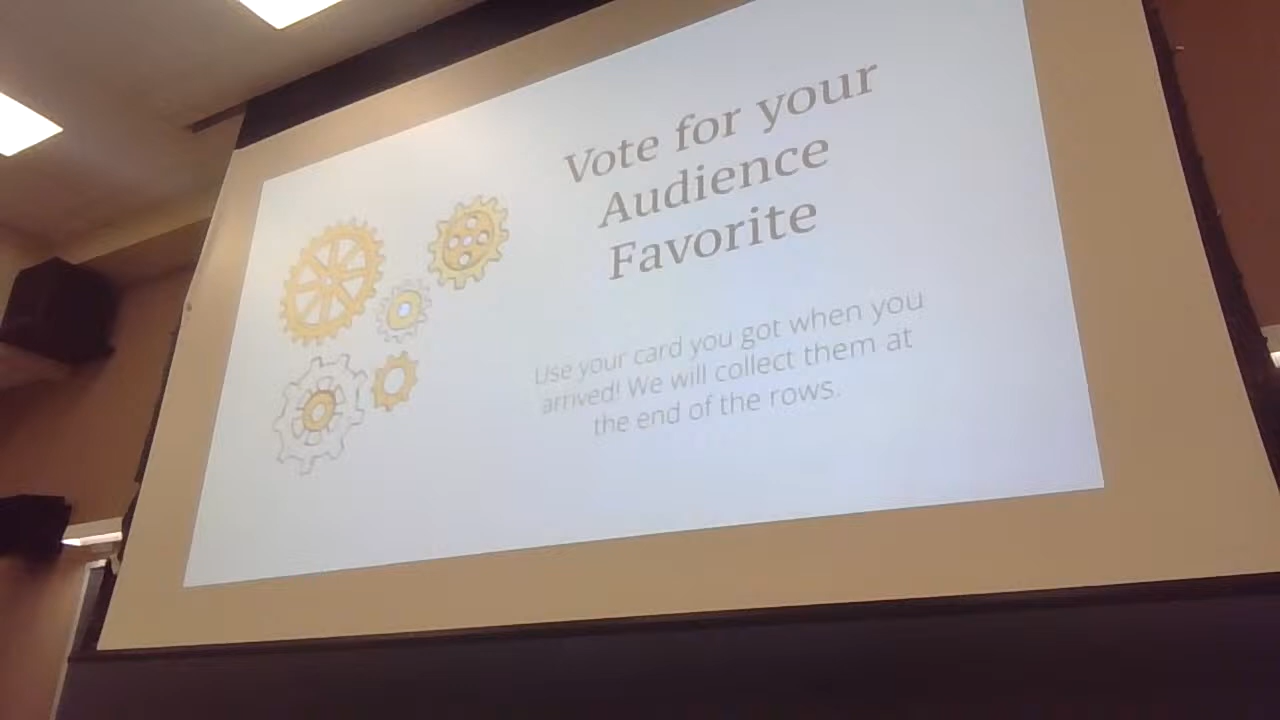 Vote for your
Audience
Favorite
Use your card you got when you
arrived! We will collect them at
the end of the rows.